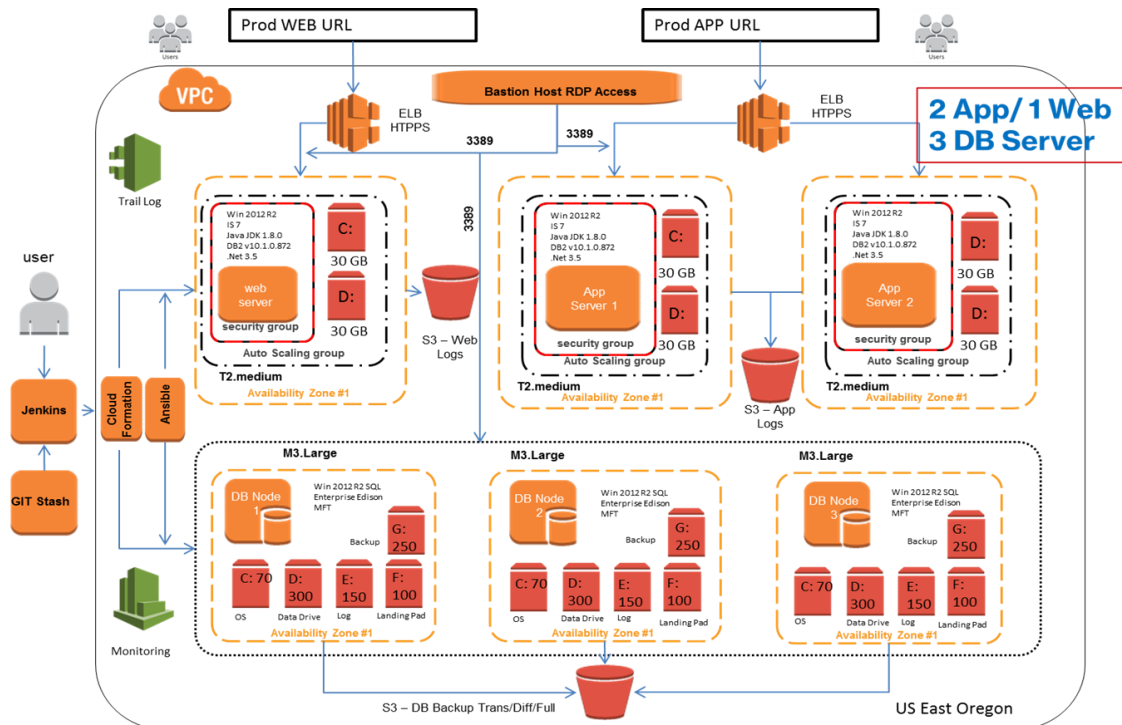 Prod WEB URL
Prod APP URL
Users
Users
VPC
Bastion Host RDP Access
ELB
HTPPS
ELB
HTPPS
2 App/ 1 Web
3 DB Server
3389
3389
3389
Trail Log
Win 2012 R2
IS 7
Java JDK 1.8.0
DB2 v10.1.0.872
.Net 3.5
web
server
security group
C:
30 GB
D:
30 GB
Auto Scaling group
T2.medium
Availability Zone #1
S3 – Web
Logs
Win 2012 R2
IS 7
Java JDK 1.8.0
DB2 v10.1.0.872
.Net 3.5
App
Server 1
security group
C:
30 GB
D:
30 GB
Auto Scaling group
T2.medium
Availability Zone #1
S3 – App
Logs
Win 2012 R2
IS 7
Java JDK 1.8.0
DB2 v10.1.0.872
.Net 3.5
App
Server 2
security group
D:
30 GB
D:
30 GB
Auto Scaling group
T2.medium
Availability Zone #1
user
Jenkins
GIT Stash
Cloud
Formation
Ansible
Monitoring
M3.Large
DB Node
1
Win 2012 R2 SQL
Enterprise Edison
MFT
Backup
G:
250
C: 70
D:
300
E:
150
F:
100
OS
Data Drive
Log
Landing Pad
Availability Zone #1
M3.Large
DB Node
2
Win 2012 R2 SQL
Enterprise Edison
MFT
Backup
G:
250
C: 70
D:
300
E:
150
F:
100
OS
Data Drive
Log
Landing Pad
Availability Zone #1
M3.Large
DB Node
3
Win 2012 R2 SQL
Enterprise Edison
MFT
Backup
G:
250
C: 70
D:
300
E:
150
F:
100
OS
Data Drive
Log
Landing Pad
Availability Zone #1
S3 – DB Backup Trans/Diff/Full
US East Oregon